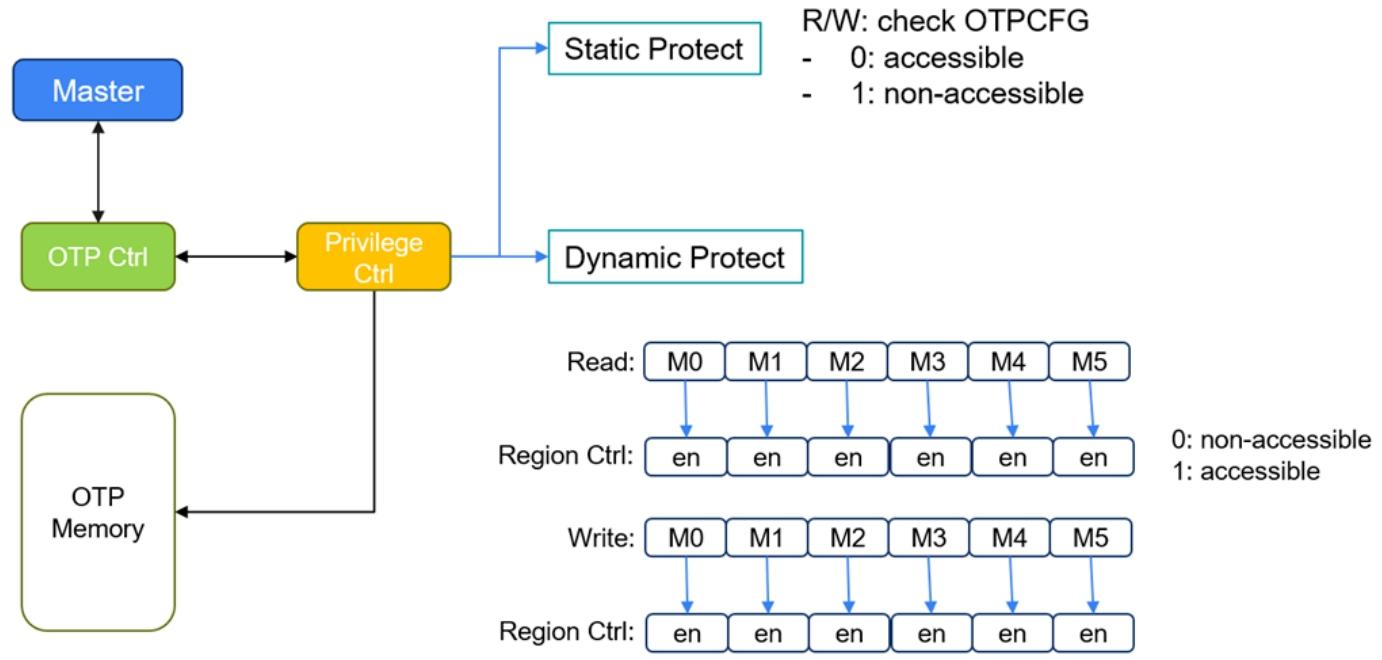 Master
OTP Ctrl
Privilege
Ctrl
OTP
Memory
Static Protect
R/W: check OTPCFG
- 0: accessible
- 1: non-accessible
Dynamic Protect
Read: M0 M1 M2 M3 M4 M5
Region Ctrl: en en en en en en
0: non-accessible
1: accessible
Write: M0 M1 M2 M3 M4 M5
Region Ctrl: en en en en en en